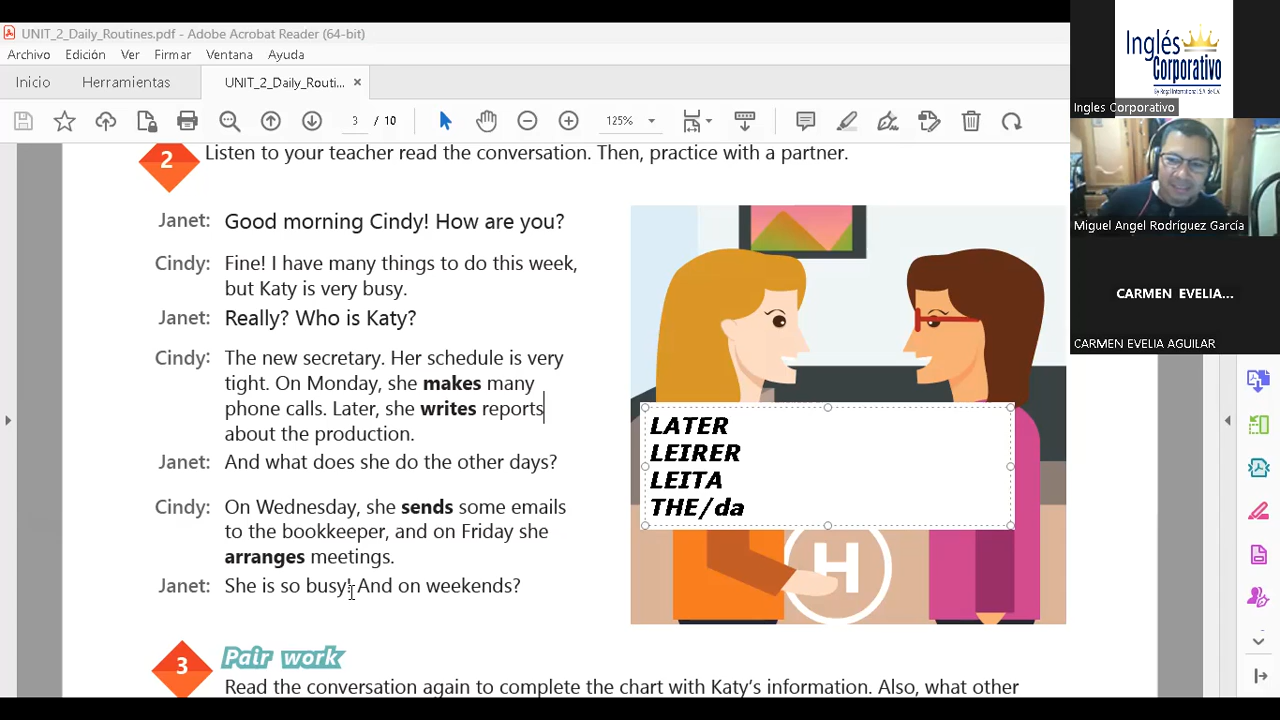 UNIT_2_Daily_Routines.pdf - Adobe Acrobat Reader (64-bit)
Archivo Edición Ver Firmar Ventana Ayuda
Inicio Herramientas UNIT_2_Daily_Routi... ×
3 / 10 125%
2 Listen to your teacher read the conversation. Then, practice with a partner.
Janet: Good morning Cindy! How are you?
Cindy: Fine! I have many things to do this week,
but Katy is very busy.
Janet: Really? Who is Katy?
Cindy: The new secretary. Her schedule is very
tight. On Monday, she makes many
phone calls. Later, she writes reports
about the production.
Janet: And what does she do the other days?
Cindy: On Wednesday, she sends some emails
to the bookkeeper, and on Friday she
arranges meetings.
Janet: She is so busy! And on weekends?
LATER
LEIRER
LEITA
THE/da
H
3 Pair work
Read the conversation again to complete the chart with Katy's information. Also, what other
Inglés
Corporativo
By Regal International S.A. de C.V.
Ingles Corporativo
Miguel Angel Rodríguez García
CARMEN EVELIA...
CARMEN EVELIA AGUILAR